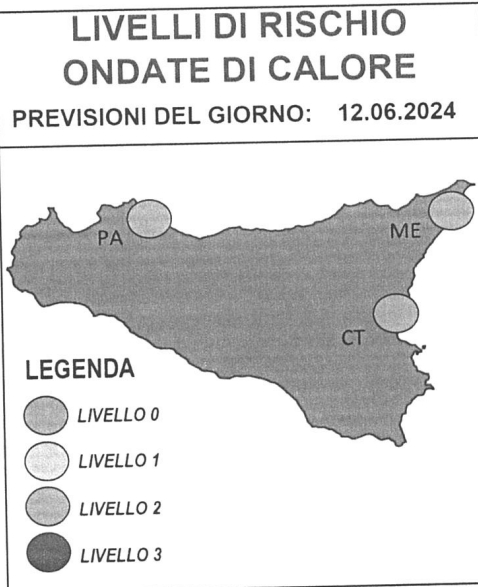 LIVELLI DI RISCHIO
ONDATE DI CALORE
PREVISIONI DEL GIORNO: 12.06.2024
PA
ME
CT
LEGENDA
LIVELLO 0
LIVELLO 1
LIVELLO 2
LIVELLO 3